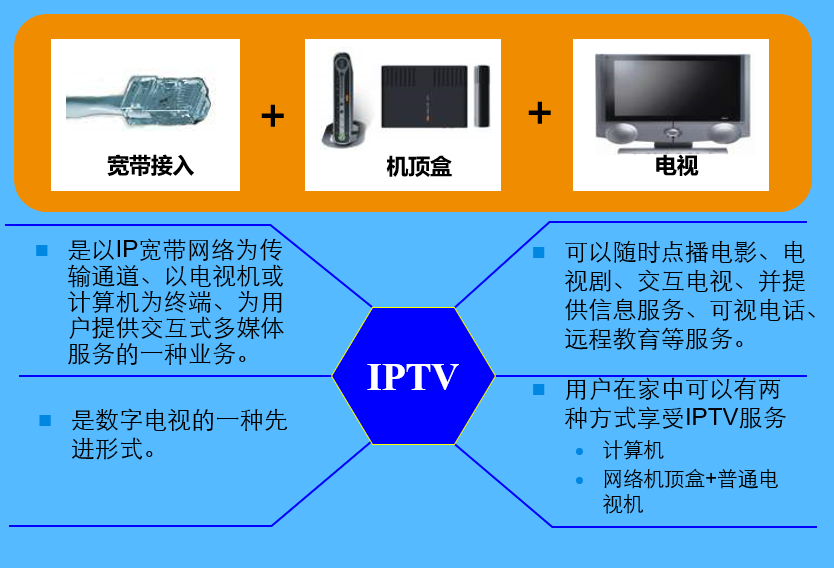 宽带接入
+
机顶盒
+
电视
是以IP宽带网络为传
输通道、以电视机或
计算机为终端、为用
户提供交互式多媒体
服务的一种业务。
可以随时点播电影、电
视剧、交互电视、并提
供信息服务、可视电话、
远程教育等服务。
IPTV
是数字电视的一种先
进形式。
用户在家中可以有两
种方式享受IPTV服务
计算机
网络机顶盒+普通电
视机